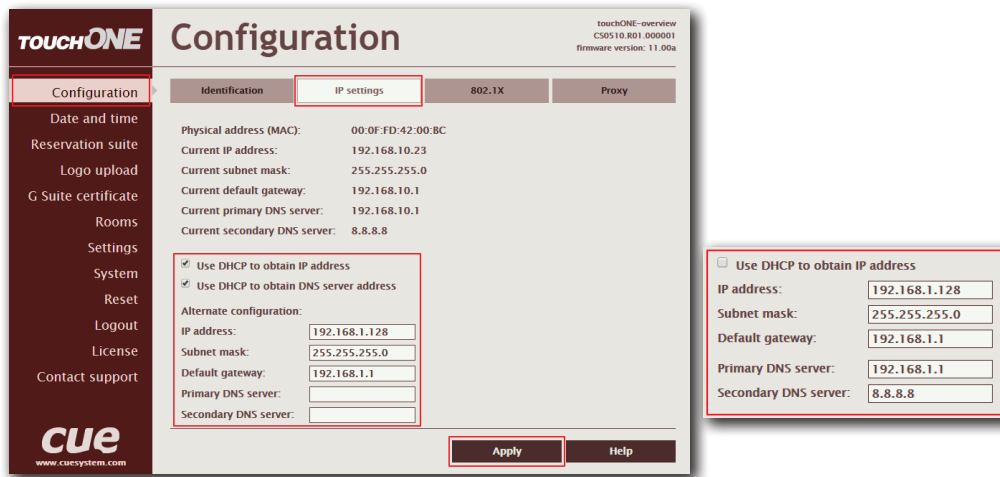 TOUCHONE
Configuration
touchONE-overview
CS0510.R01.000001
firmware version: 11.00a
Configuration
Date and time
Reservation suite
Logo upload
G Suite certificate
Rooms
Settings
System
Reset
Logout
License
Contact support
cue
www.cuesystem.com
Identification IP settings 802.1X Proxy
Physical address (MAC): 00:0F:FD:42:00:BC
Current IP address: 192.168.10.23
Current subnet mask: 255.255.255.0
Current default gateway: 192.168.10.1
Current primary DNS server: 192.168.10.1
Current secondary DNS server: 8.8.8.8
Use DHCP to obtain IP address
Use DHCP to obtain DNS server address
Alternate configuration:
IP address: 192.168.1.128
Subnet mask: 255.255.255.0
Default gateway: 192.168.1.1
Primary DNS server:
Secondary DNS server:
Apply Help
Use DHCP to obtain IP address
IP address: 192.168.1.128
Subnet mask: 255.255.255.0
Default gateway: 192.168.1.1
Primary DNS server: 192.168.1.1
Secondary DNS server: 8.8.8.8